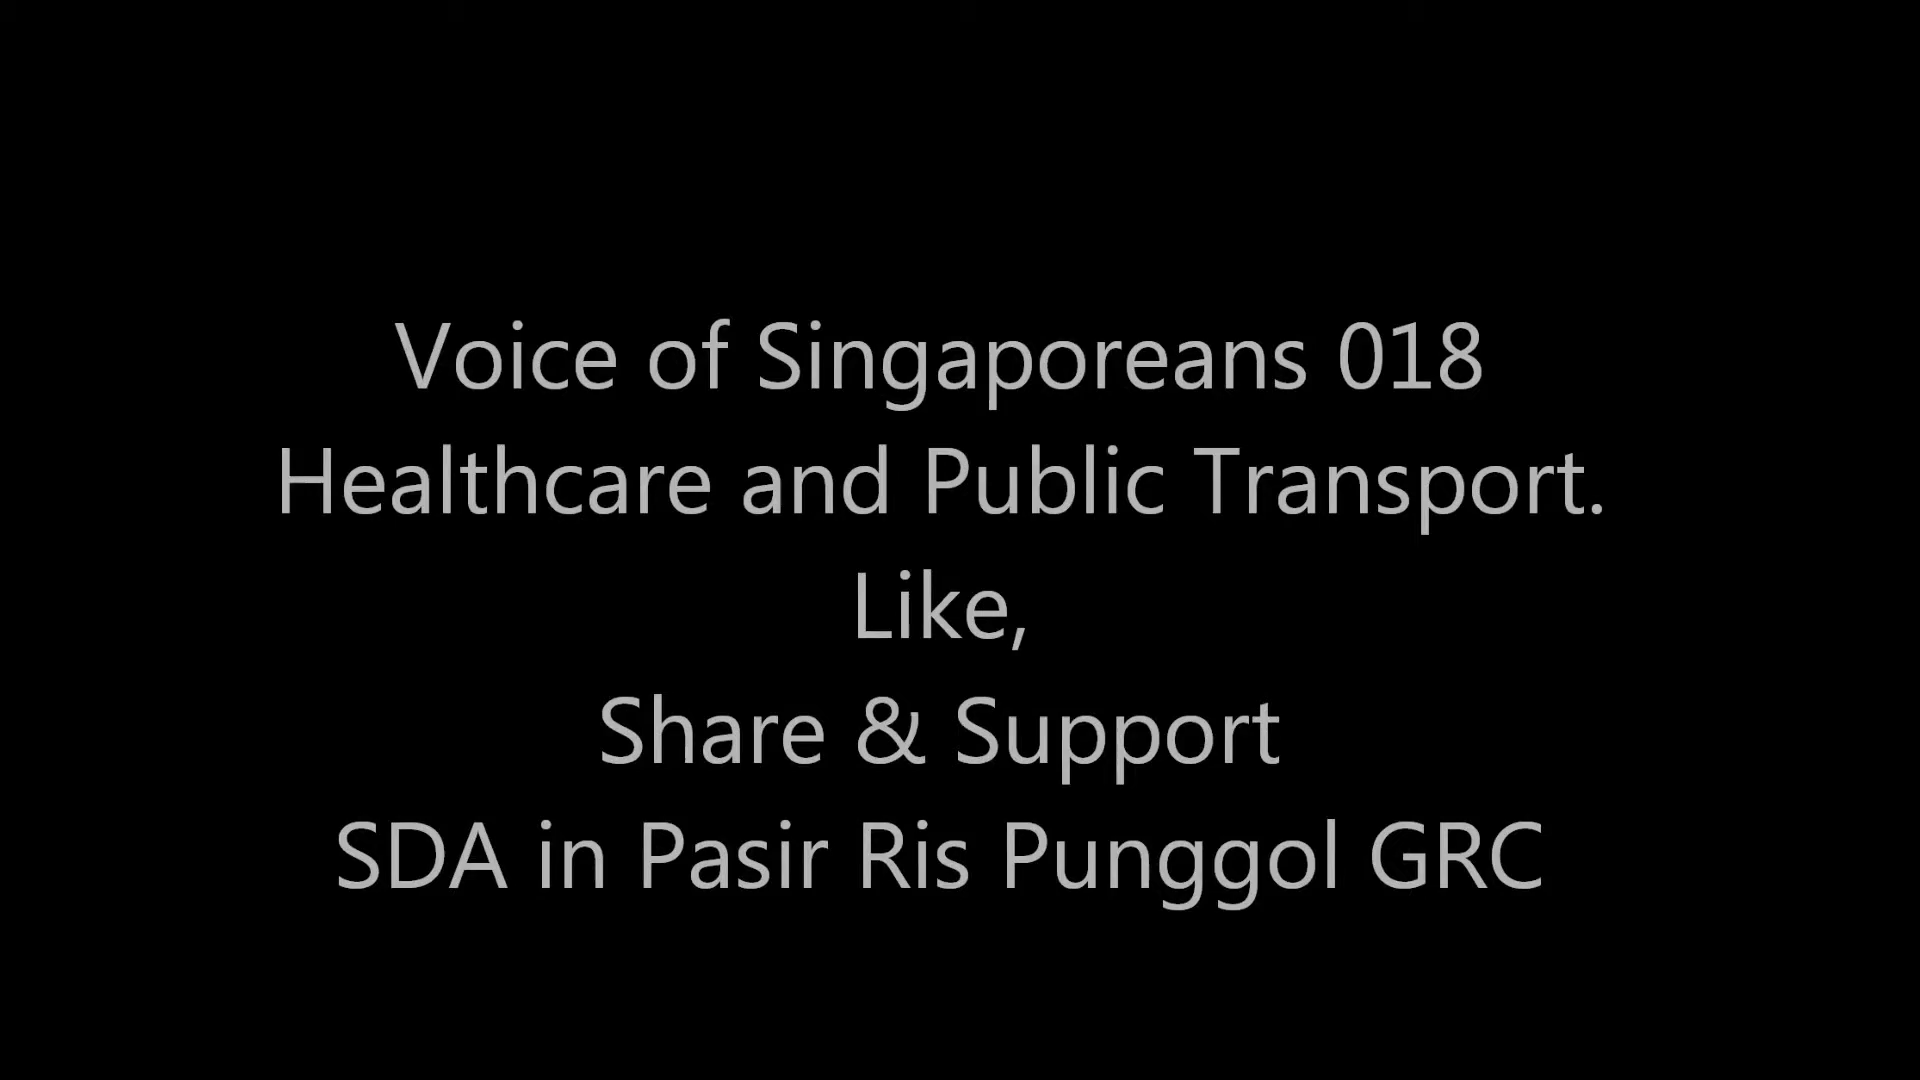 Voice of Singaporeans 018
Healthcare and Public Transport.
Like,
Share & Support
SDA in Pasir Ris Punggol GRC